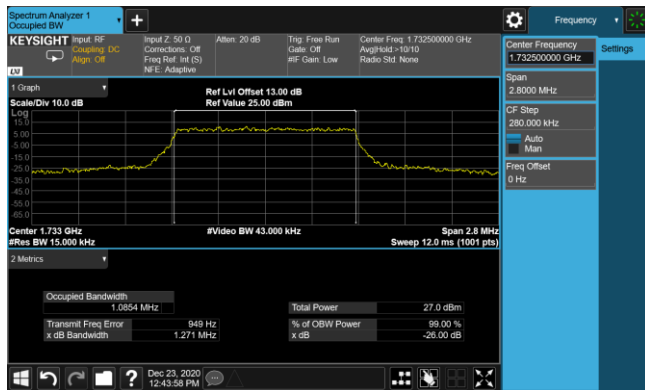 Spectrum Analyzer 1
Occupied BW
+
Frequency
KEYSIGHT
Input: RF
Coupling: DC
Align: Off
Input Z: 50 Ω
Corrections: Off
Freq Ref: Int (S)
NFE: Adaptive
Atten: 20 dB
Trig: Free Run
Gate: Off
#IF Gain: Low
Center Freq: 1.732500000 GHz
Avg|Hold:>10/10
Radio Std: None
LXI
Center Frequency
1.732500000 GHz
Settings
Span
2.8000 MHz
CF Step
280.000 kHz
Auto
Man
Freq Offset
0 Hz
1 Graph
Scale/Div 10.0 dB
Ref Lvl Offset 13.00 dB
Ref Value 25.00 dBm
Log
15.0
5.00
-5.00
-15.0
-25.0
-35.0
-45.0
-55.0
-65.0
Center 1.733 GHz
#Res BW 15.000 kHz
#Video BW 43.000 kHz
Span 2.8 MHz
Sweep 12.0 ms (1001 pts)
2 Metrics
Occupied Bandwidth
1.0854 MHz
Total Power 27.0 dBm
Transmit Freq Error 949 Hz
% of OBW Power 99.00 %
x dB Bandwidth 1.271 MHz
x dB -26.00 dB
?
Dec 23, 2020
12:43:58 PM